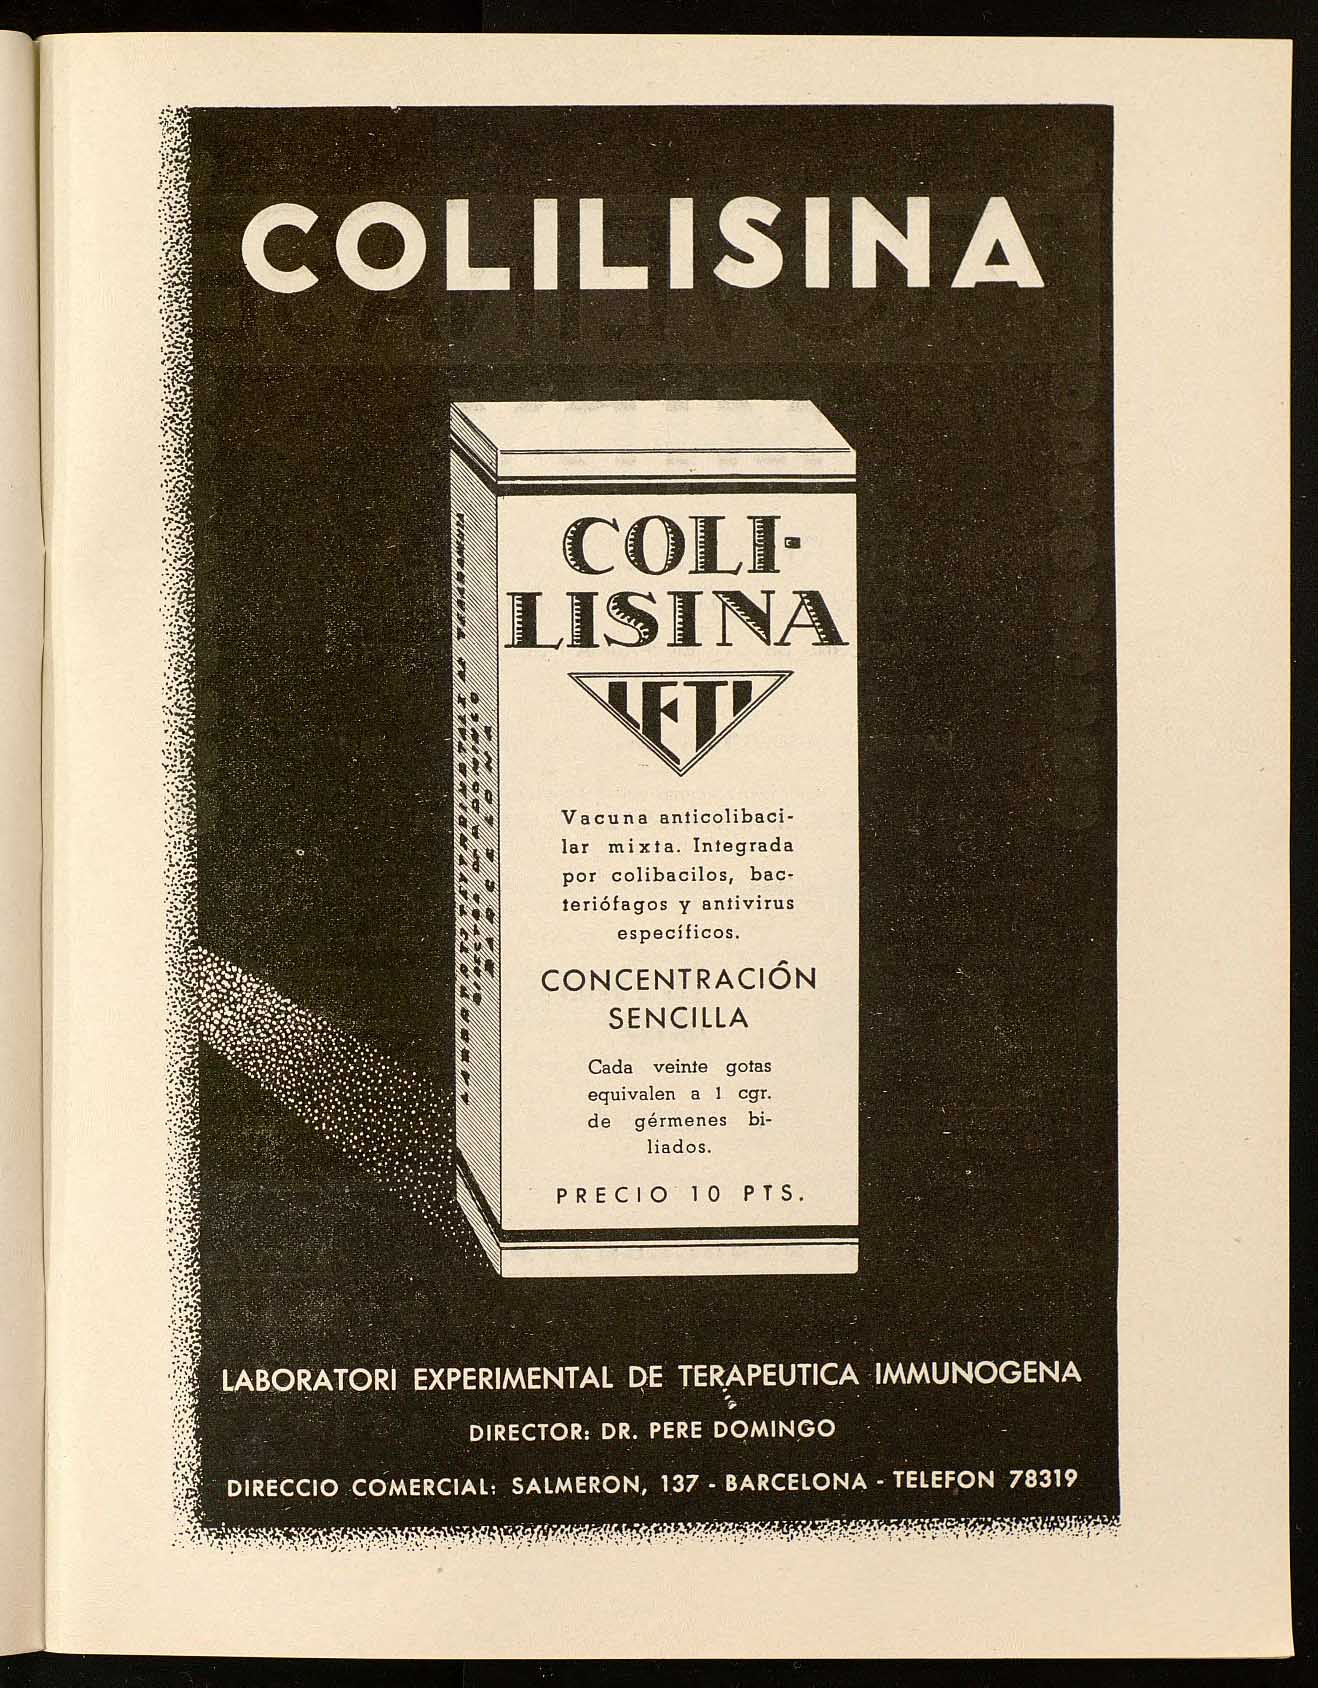 COLILISINA
COLI-
LISINA
LETI
Vacuna anticolibaci-
lar mixta. Integrada
por colibacilos, bac-
teriófagos y antivirus
específicos.
CONCENTRACIÓN
SENCILLA
Cada veinte gotas
equivalen a 1 cgr.
de gérmenes bi-
liados.
PRECIO 10 PTS.
LABORATORI EXPERIMENTAL DE TERAPEUTICA IMMUNOGENA
DIRECTOR: DR. PERE DOMINGO
DIRECCIO COMERCIAL: SALMERON, 137 - BARCELONA - TELEFON 78319